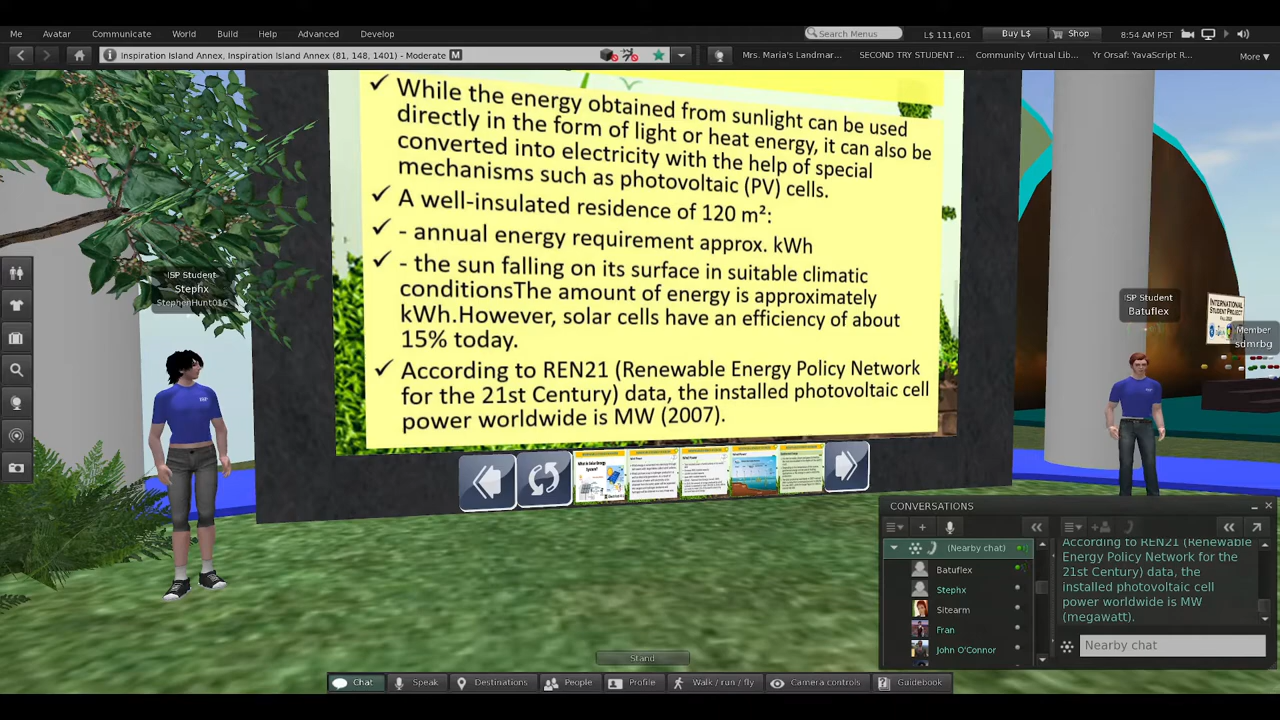 Me Avatar Communicate World Build Help Advanced Develop
Search Menus
L$ 111,601
Buy L$
Shop
8:54 AM PST
Inspiration Island Annex, Inspiration Island Annex (81, 148, 1401) - Moderate M
Mrs. Maria's Landmar...
SECOND TRY STUDENT ...
Community Virtual Lib...
Yr Orsaf: YavaScript R...
More
While the energy obtained from sunlight can be used
directly in the form of light or heat energy, it can also be
converted into electricity with the help of special
mechanisms such as photovoltaic (PV) cells.
A well-insulated residence of 120 m²:
- annual energy requirement approx. kWh
- the sun falling on its surface in suitable climatic
conditionsThe amount of energy is approximately
kWh.However, solar cells have an efficiency of about
15% today.
According to REN21 (Renewable Energy Policy Network
for the 21st Century) data, the installed photovoltaic cell
power worldwide is MW (2007).
ISP Student
Stephx
StephenHunt016
ISP
ISP Student
Batuflex
INTERNATIONAL
STUDENT PROJECT
Member
sdmrbg
CONVERSATIONS
(Nearby chat)
Batuflex
Stephx
Sitearm
Fran
John O'Connor
According to REN21 (Renewable
Energy Policy Network for the
21st Century) data, the
installed photovoltaic cell
power worldwide is MW
(megawatt).
Nearby chat
Stand
Chat
Speak
Destinations
People
Profile
Walk / run / fly
Camera controls
Guidebook